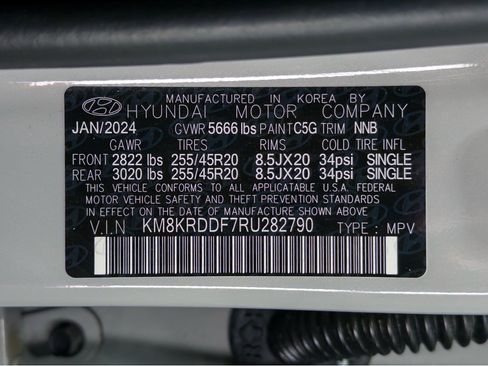 MANUFACTURED IN KOREA BY
HYUNDAI MOTOR COMPANY
JAN/2024 GVWR 5666 lbs PAINT C5G TRIM NNB
GAWR TIRES RIMS COLD TIRE INFL
FRONT 2822 lbs 255/45R20 8.5JX20 34psi SINGLE
REAR 3020 lbs 255/45R20 8.5JX20 34psi SINGLE
THIS VEHICLE CONFORMS TO ALL APPLICABLE U.S.A. FEDERAL
MOTOR VEHICLE SAFETY AND THEFT PREVENTION STANDARDS
IN EFFECT ON THE DATE OF MANUFACTURE SHOWN ABOVE.
V.I.N KM8KRDDF7RU282790 TYPE : MPV